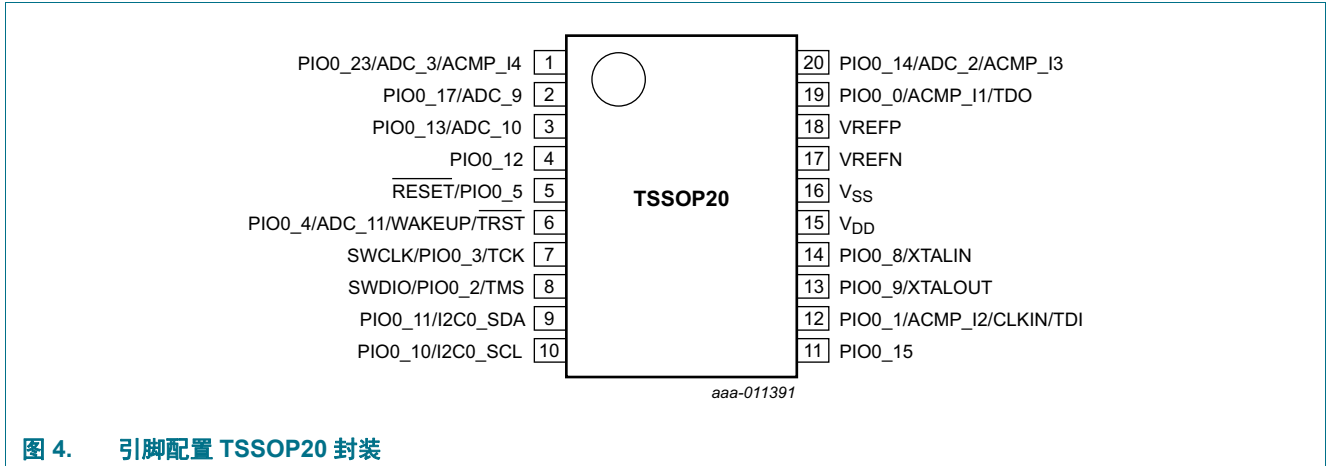 PIO0_23/ADC_3/ACMP_I4 1
PIO0_17/ADC_9 2
PIO0_13/ADC_10 3
PIO0_12 4
RESET/PIO0_5 5
PIO0_4/ADC_11/WAKEUP/TRST 6
SWCLK/PIO0_3/TCK 7
SWDIO/PIO0_2/TMS 8
PIO0_11/I2C0_SDA 9
PIO0_10/I2C0_SCL 10
TSSOP20
20 PIO0_14/ADC_2/ACMP_I3
19 PIO0_0/ACMP_I1/TDO
18 VREFP
17 VREFN
16 VSS
15 VDD
14 PIO0_8/XTALIN
13 PIO0_9/XTALOUT
12 PIO0_1/ACMP_I2/CLKIN/TDI
11 PIO0_15
aaa-011391
图 4. 引脚配置 TSSOP20 封装